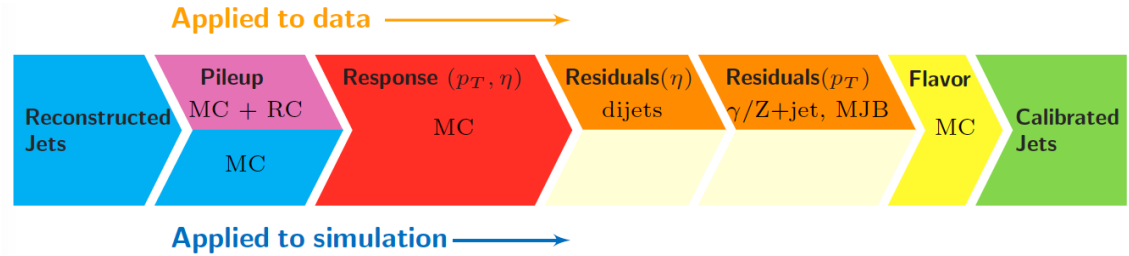 Applied to data
Reconstructed
Jets
Pileup
MC + RC
MC
Response (p_T, η)
MC
Residuals(η)
dijets
Residuals(p_T)
γ/Z+jet, MJB
Flavor
MC
Calibrated
Jets
Applied to simulation